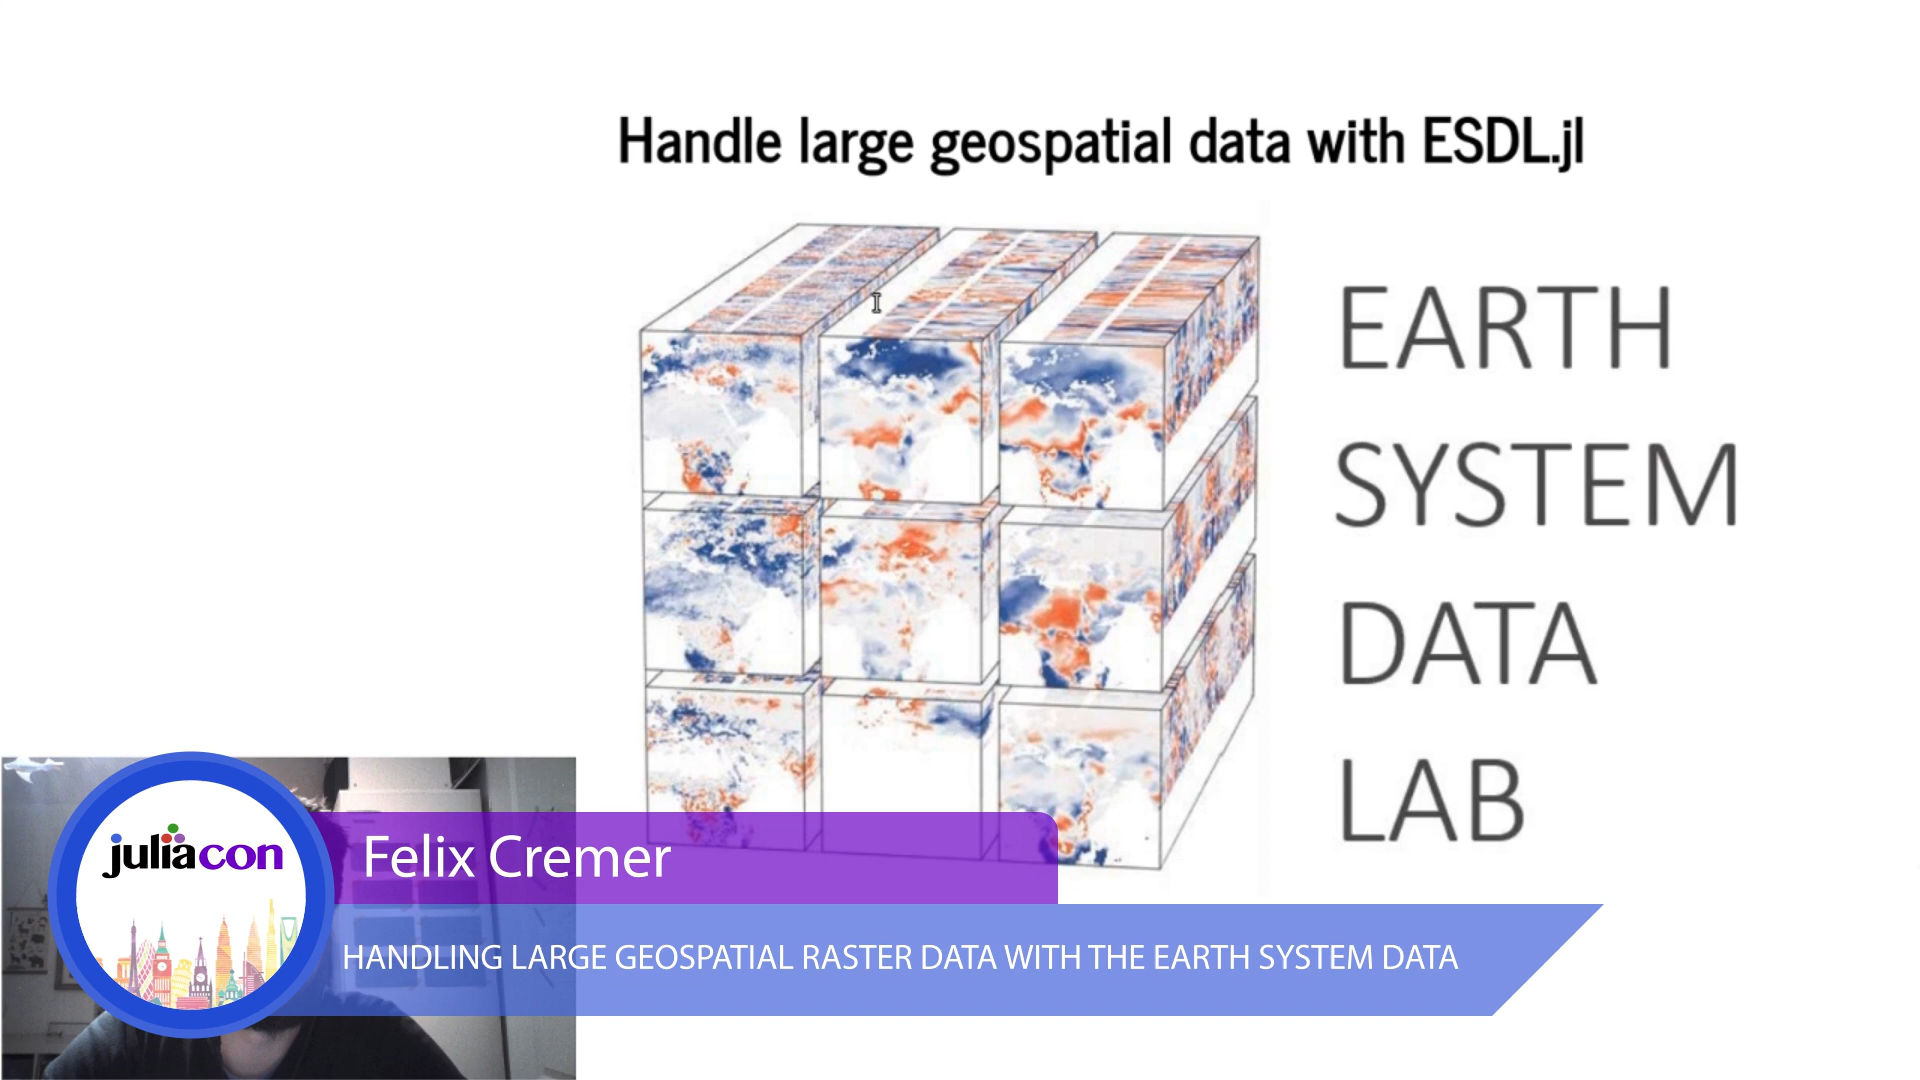 Handle large geospatial data with ESDL.jl
EARTH
SYSTEM
DATA
LAB
juliacon
Felix Cremer
HANDLING LARGE GEOSPATIAL RASTER DATA WITH THE EARTH SYSTEM DATA